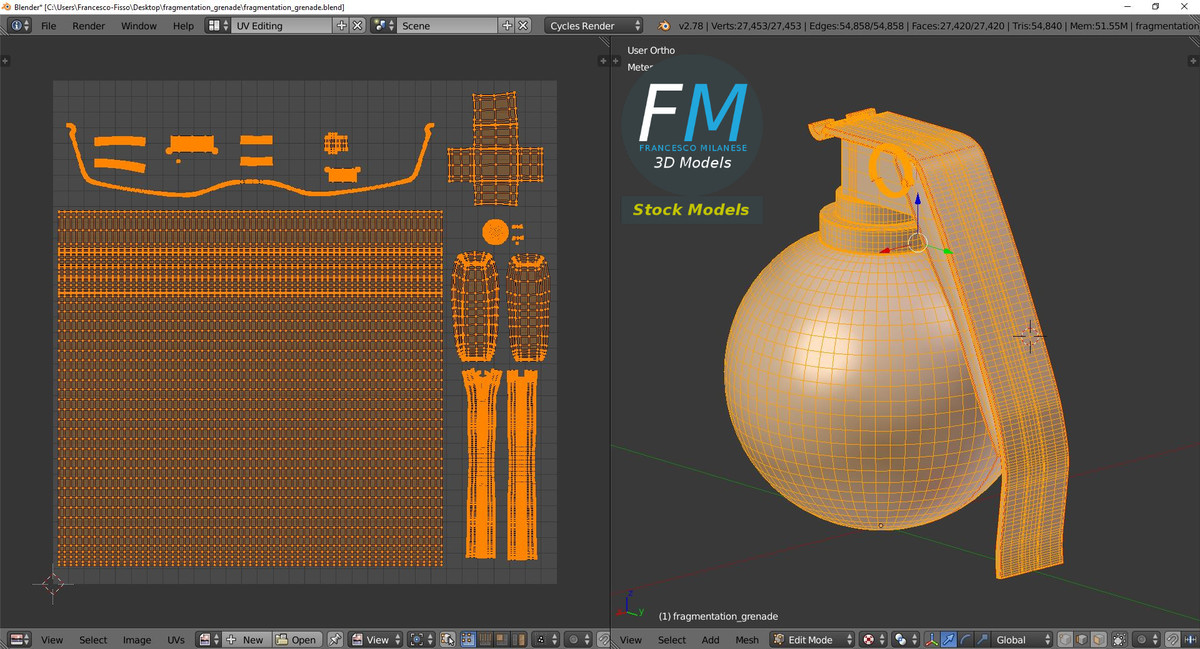 Blender* [C:\Users\Francesco-Fisso\Desktop\fragmentation_grenade\fragmentation_grenade.blend]
File Render Window Help UV Editing Scene Cycles Render v2.78 | Verts:27,453/27,453 | Edges:54,858/54,858 | Faces:27,420/27,420 | Tris:54,840 | Mem:51.55M | fragmentation
User Ortho
Meter
FM
FRANCESCO MILANESE
3D Models
Stock Models
z
y
(1) fragmentation_grenade
View Select Image UVs New Open View
View Select Add Mesh Edit Mode Global